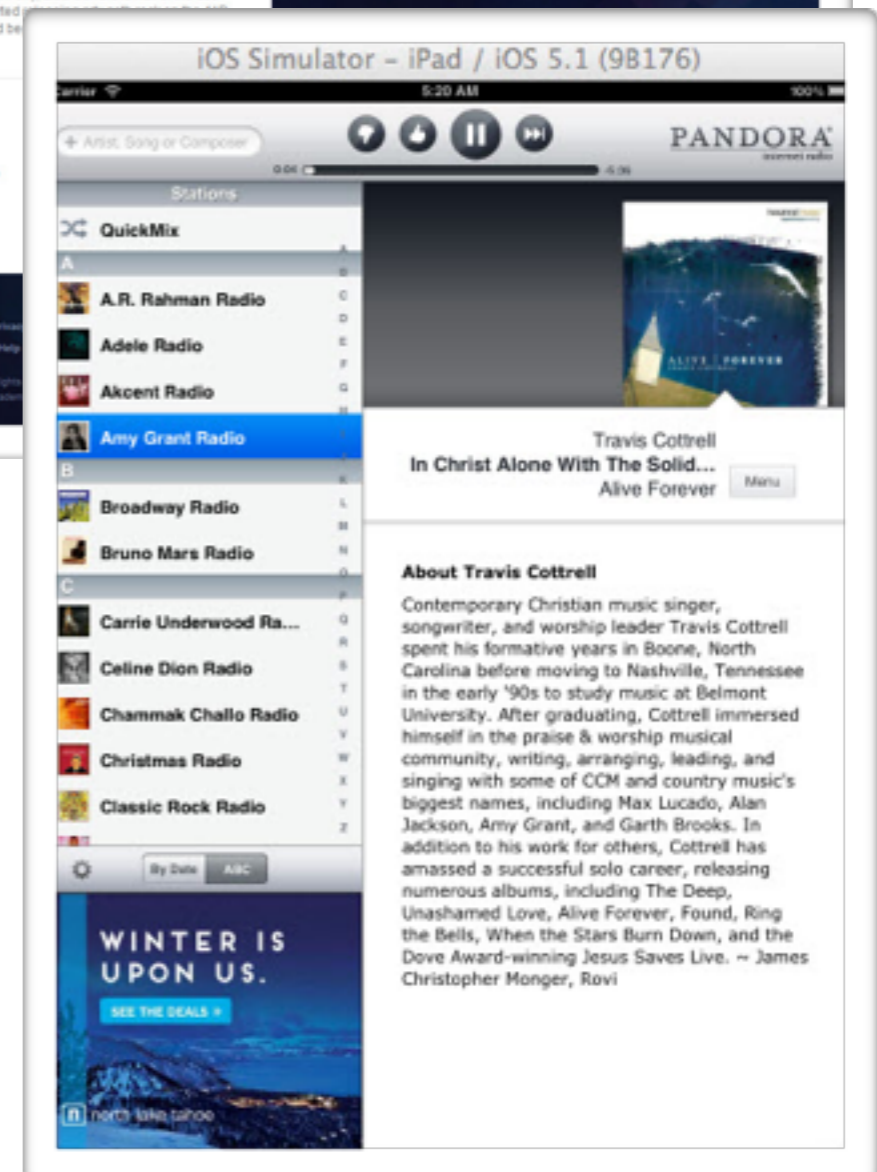 iOS Simulator – iPad / iOS 5.1 (9B176)
Carrier 5:20 AM 100%
+ Artist, Song or Composer
PANDORA
internet radio
0:04
Stations
QuickMix
A
A.R. Rahman Radio
Adele Radio
Akcent Radio
Amy Grant Radio
B
Broadway Radio
Bruno Mars Radio
C
Carrie Underwood Ra...
Celine Dion Radio
Chammak Challo Radio
Christmas Radio
Classic Rock Radio
By Date ABC
WINTER IS
UPON US.
SEE THE DEALS »
n north lake tahoe
ALIVE FOREVER
Travis Cottrell
In Christ Alone With The Solid...
Alive Forever
Menu
About Travis Cottrell
Contemporary Christian music singer,
songwriter, and worship leader Travis Cottrell
spent his formative years in Boone, North
Carolina before moving to Nashville, Tennessee
in the early '90s to study music at Belmont
University. After graduating, Cottrell immersed
himself in the praise & worship musical
community, writing, arranging, leading, and
singing with some of CCM and country music's
biggest names, including Max Lucado, Alan
Jackson, Amy Grant, and Garth Brooks. In
addition to his work for others, Cottrell has
amassed a successful solo career, releasing
numerous albums, including The Deep,
Unashamed Love, Alive Forever, Found, Ring
the Bells, When the Stars Burn Down, and the
Dove Award-winning Jesus Saves Live. ~ James
Christopher Monger, Rovi